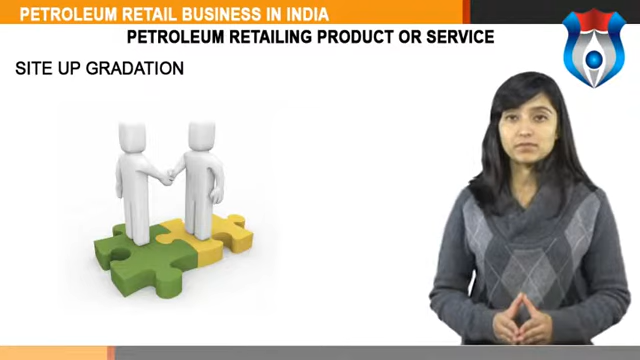 PETROLEUM RETAIL BUSINESS IN INDIA
PETROLEUM RETAILING PRODUCT OR SERVICE
SITE UP GRADATION